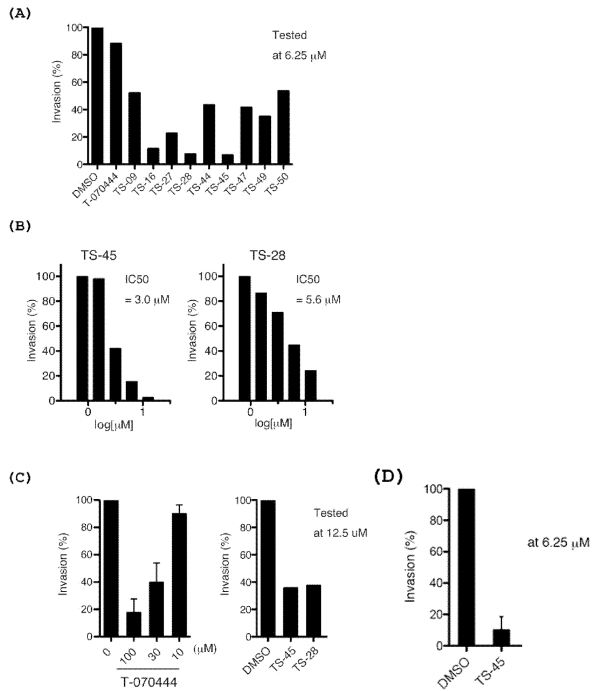 (A)
Tested
at 6.25 μM
Invasion (%)
100
80
60
40
20
0
DMSO
T-070444
TS-09
TS-16
TS-27
TS-28
TS-44
TS-45
TS-47
TS-49
TS-50
(B)
TS-45
IC50
= 3.0 μM
Invasion (%)
100
80
60
40
20
0
0 1
log[μM]
TS-28
IC50
= 5.6 μM
Invasion (%)
100
80
60
40
20
0
0 1
log[μM]
(C)
Invasion (%)
100
80
60
40
20
0
0 100 30 10 (μM)
T-070444
Tested
at 12.5 uM
Invasion (%)
100
80
60
40
20
0
DMSO
TS-45
TS-28
(D)
at 6.25 μM
Invasion (%)
100
80
60
40
20
0
DMSO
TS-45